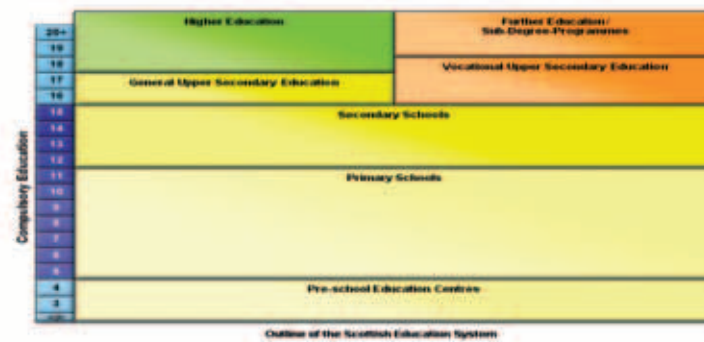 Higher Education
Further Education/
Sub-Degree-Programmes
20+
19
18
Vocational Upper Secondary Education
17
General Upper Secondary Education
16
15
Secondary Schools
14
13
12
11
Primary Schools
10
9
8
7
6
5
4
Pre-school Education Centres
3
Compulsory Education
Outline of the Scottish Education System